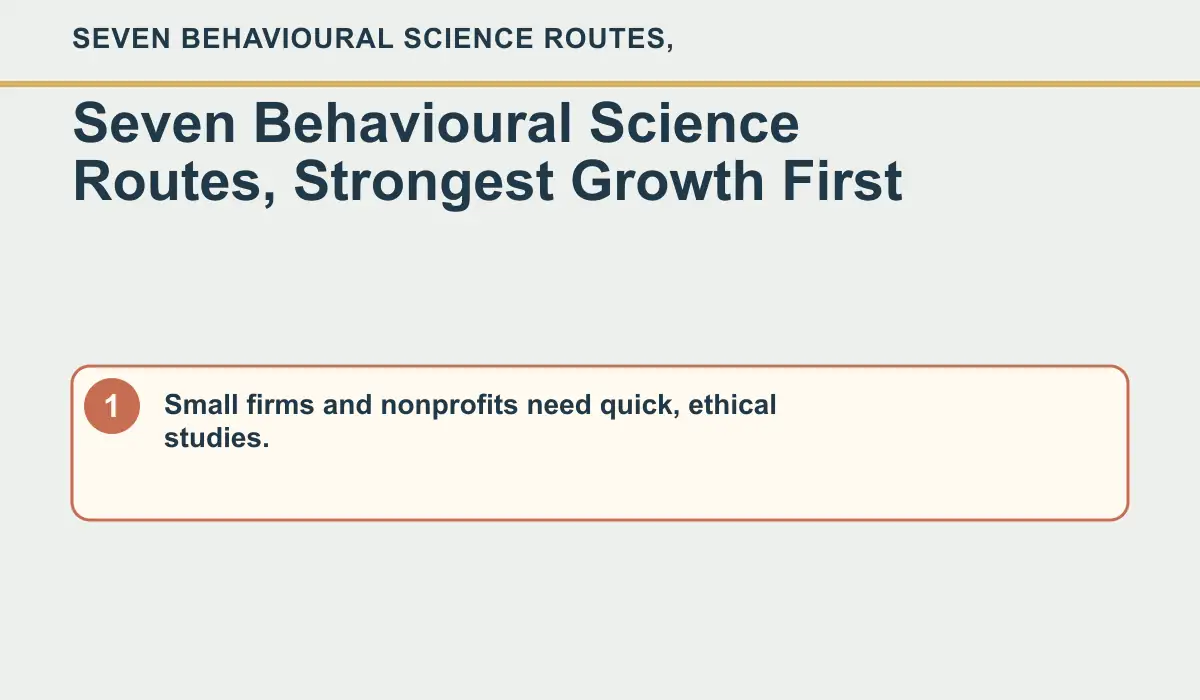 SEVEN BEHAVIOURAL SCIENCE ROUTES,
Seven Behavioural Science
Routes, Strongest Growth First
1
Small firms and nonprofits need quick, ethical
studies.